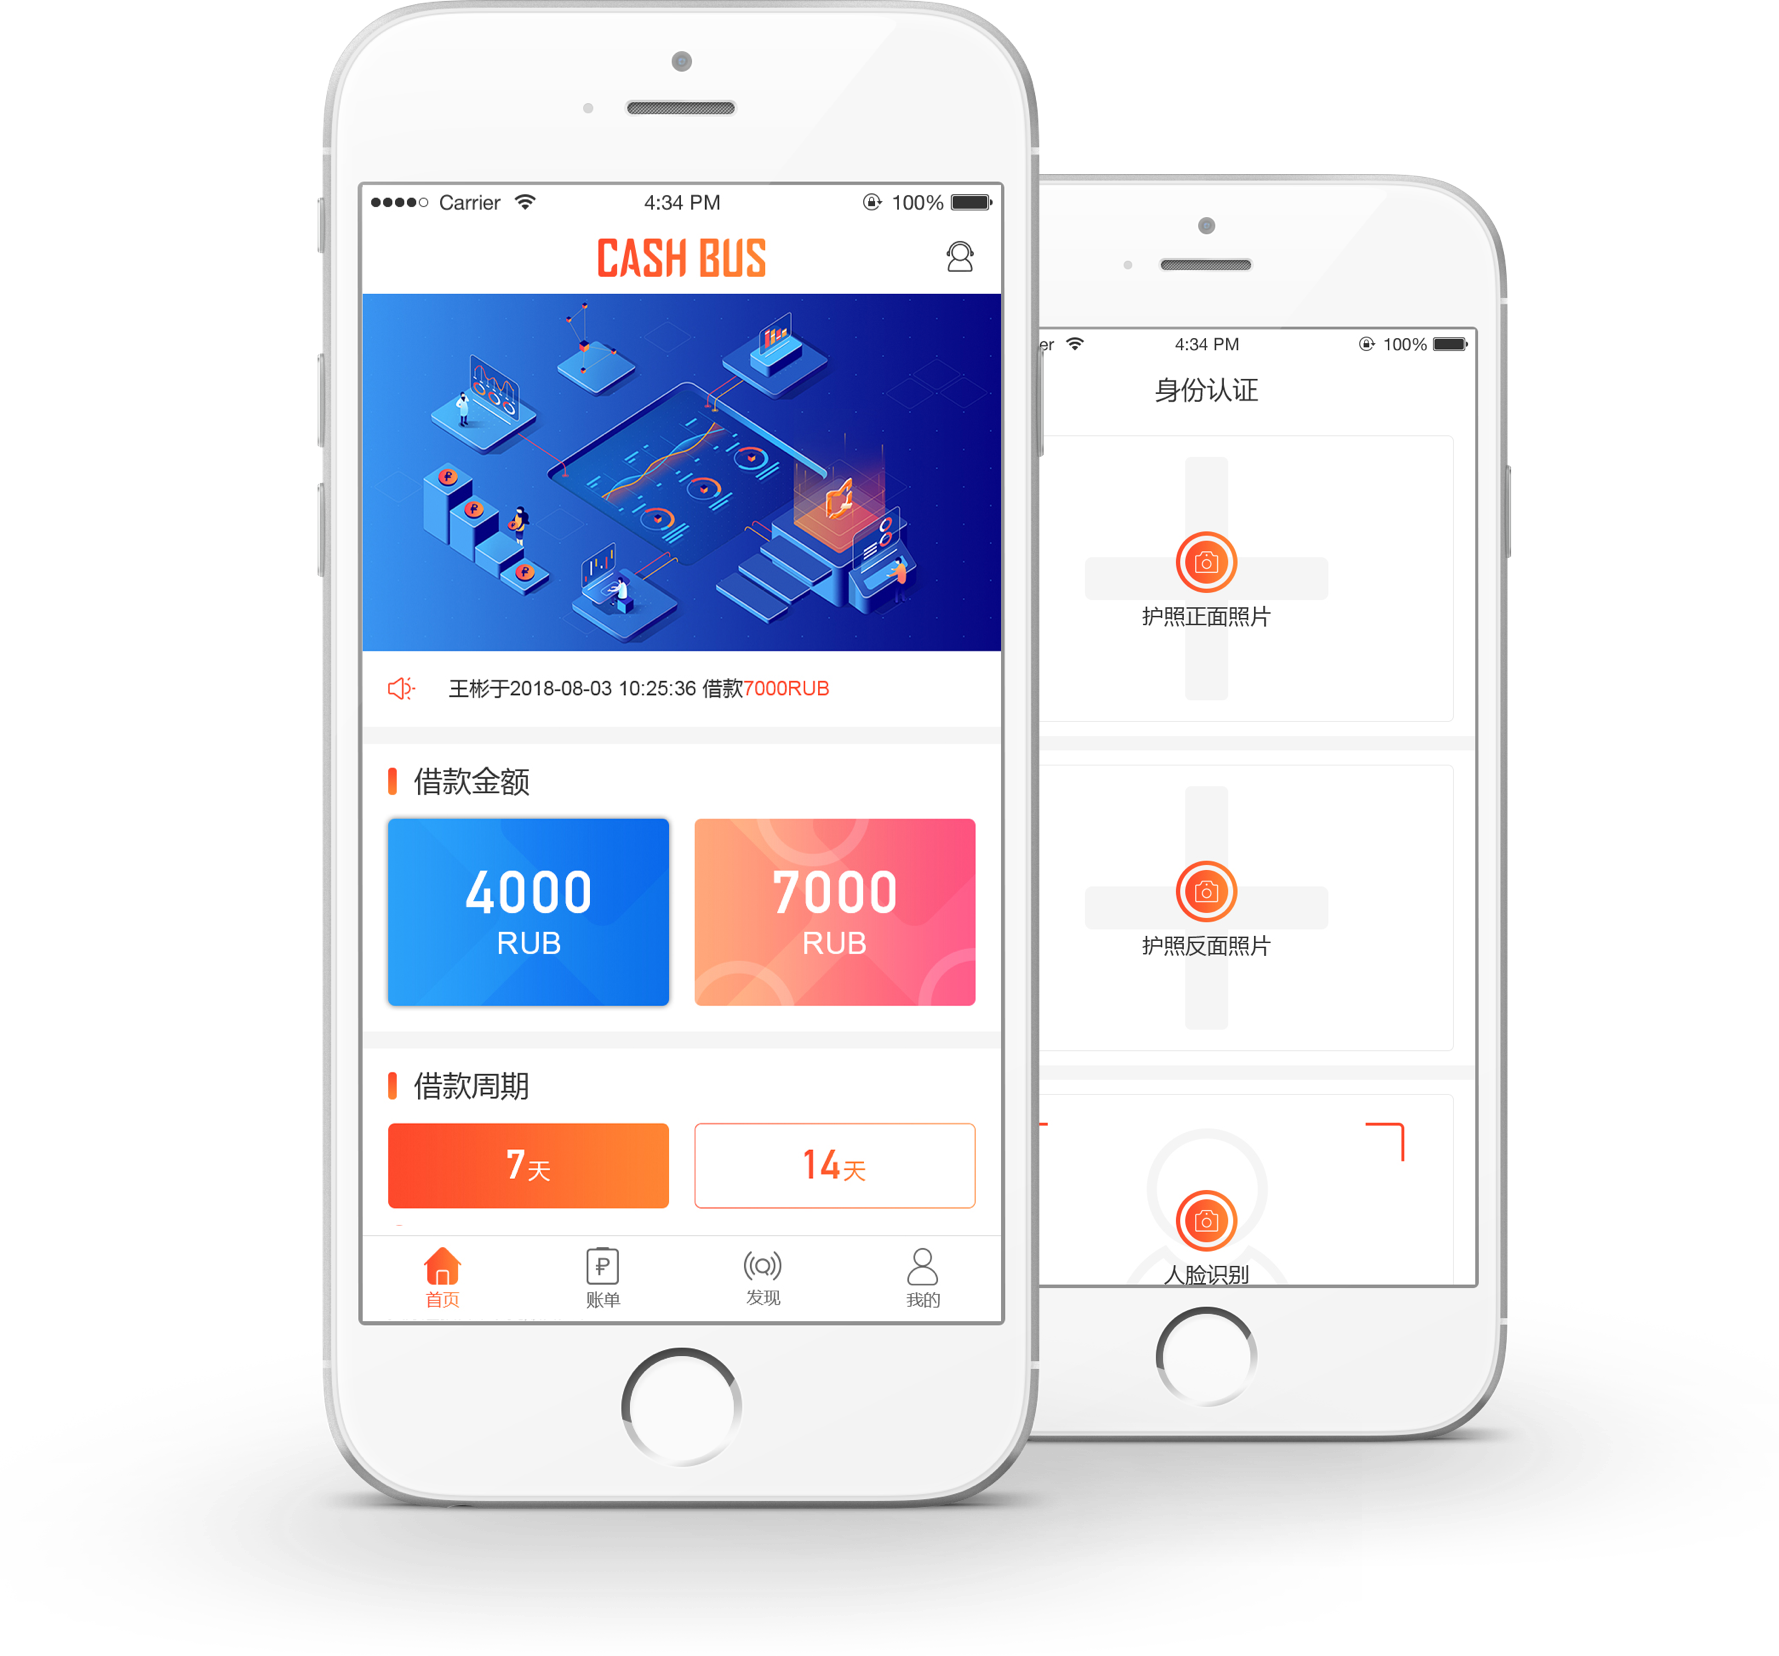 Carrier 4:34 PM 100%
CASH BUS
王彬于2018-08-03 10:25:36 借款7000RUB
借款金额
4000
RUB
7000
RUB
借款周期
7天
14天
首页
账单
发现
我的
er 4:34 PM 100%
身份认证
护照正面照片
护照反面照片
人脸识别